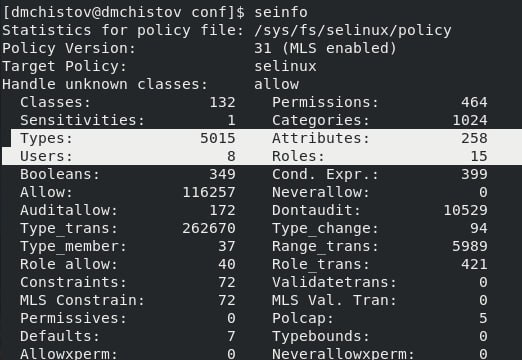 [dmchistov@dmchistov conf]$ seinfo
Statistics for policy file: /sys/fs/selinux/policy
Policy Version: 31 (MLS enabled)
Target Policy: selinux
Handle unknown classes: allow
Classes: 132 Permissions: 464
Sensitivities: 1 Categories: 1024
Types: 5015 Attributes: 258
Users: 8 Roles: 15
Booleans: 349 Cond. Expr.: 399
Allow: 116257 Neverallow: 0
Auditallow: 172 Dontaudit: 10529
Type_trans: 262670 Type_change: 94
Type_member: 37 Range_trans: 5989
Role allow: 40 Role_trans: 421
Constraints: 72 Validatetrans: 0
MLS Constrain: 72 MLS Val. Tran: 0
Permissives: 0 Polcap: 5
Defaults: 7 Typebounds: 0
Allowxperm: 0 Neverallowxperm: 0